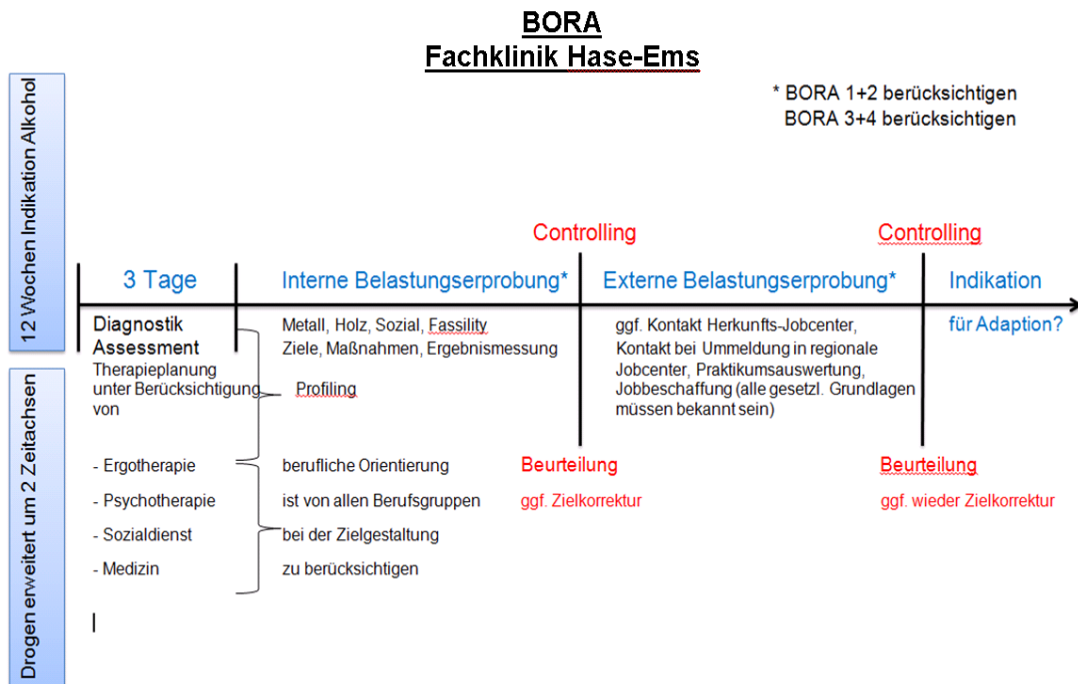 BORA
Fachklinik Hase-Ems
12 Wochen Indikation Alkohol
Drogen erweitert um 2 Zeitachsen
* BORA 1+2 berücksichtigen
BORA 3+4 berücksichtigen
Controlling
Controlling
3 Tage
Interne Belastungserprobung*
Externe Belastungserprobung*
Indikation
für Adaption?
Diagnostik
Assessment
Therapieplanung
unter Berücksichtigung
von
Metall, Holz, Sozial, Fassility
Ziele, Maßnahmen, Ergebnismessung
Profiling
ggf. Kontakt Herkunfts-Jobcenter,
Kontakt bei Ummeldung in regionale
Jobcenter, Praktikumsauswertung,
Jobbeschaffung (alle gesetzl. Grundlagen
müssen bekannt sein)
- Ergotherapie
- Psychotherapie
- Sozialdienst
- Medizin
berufliche Orientierung
ist von allen Berufsgruppen
bei der Zielgestaltung
zu berücksichtigen
Beurteilung
ggf. Zielkorrektur
Beurteilung
ggf. wieder Zielkorrektur